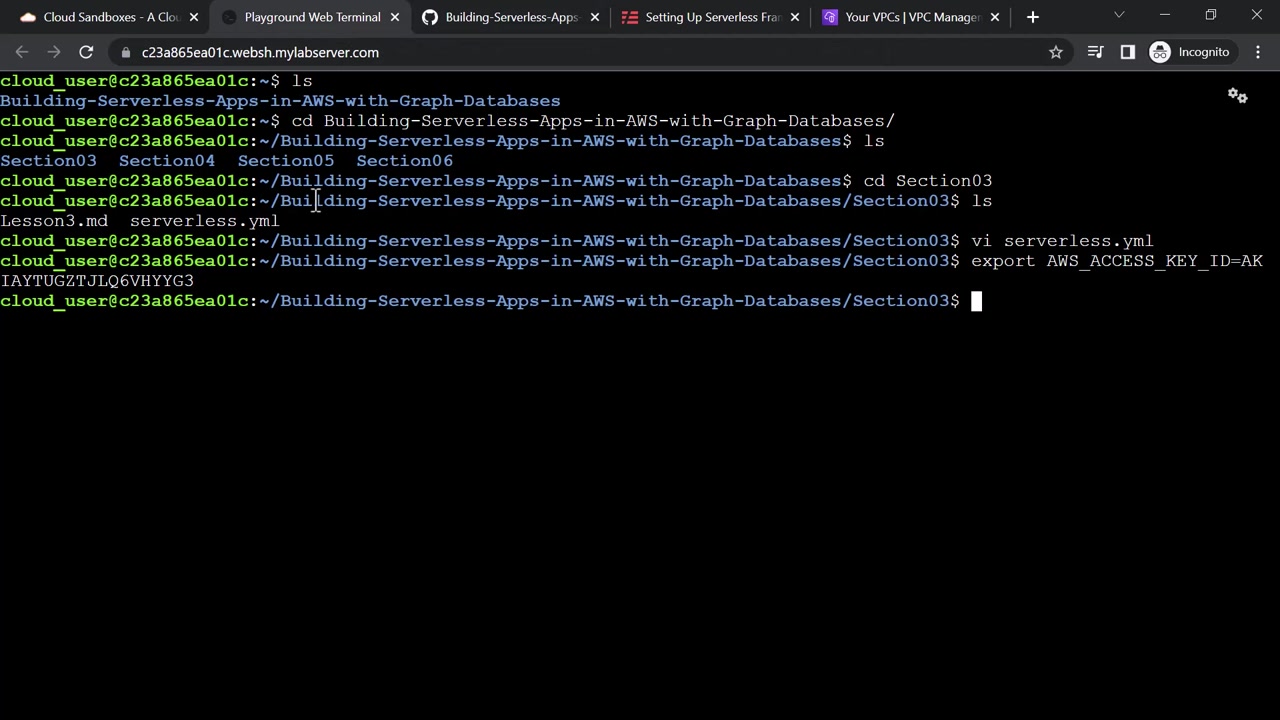 Cloud Sandboxes - A Clou
Playground Web Terminal
Building-Serverless-Apps-
Setting Up Serverless Fra
Your VPCs | VPC Manage
c23a865ea01c.websh.mylabserver.com
Incognito
cloud_user@c23a865ea01c:~$ ls
Building-Serverless-Apps-in-AWS-with-Graph-Databases
cloud_user@c23a865ea01c:~$ cd Building-Serverless-Apps-in-AWS-with-Graph-Databases/
cloud_user@c23a865ea01c:~/Building-Serverless-Apps-in-AWS-with-Graph-Databases$ ls
Section03  Section04  Section05  Section06
cloud_user@c23a865ea01c:~/Building-Serverless-Apps-in-AWS-with-Graph-Databases$ cd Section03
cloud_user@c23a865ea01c:~/Building-Serverless-Apps-in-AWS-with-Graph-Databases/Section03$ ls
Lesson3.md  serverless.yml
cloud_user@c23a865ea01c:~/Building-Serverless-Apps-in-AWS-with-Graph-Databases/Section03$ vi serverless.yml
cloud_user@c23a865ea01c:~/Building-Serverless-Apps-in-AWS-with-Graph-Databases/Section03$ export AWS_ACCESS_KEY_ID=AK
IAYTUGZTJLQ6VHYYG3
cloud_user@c23a865ea01c:~/Building-Serverless-Apps-in-AWS-with-Graph-Databases/Section03$